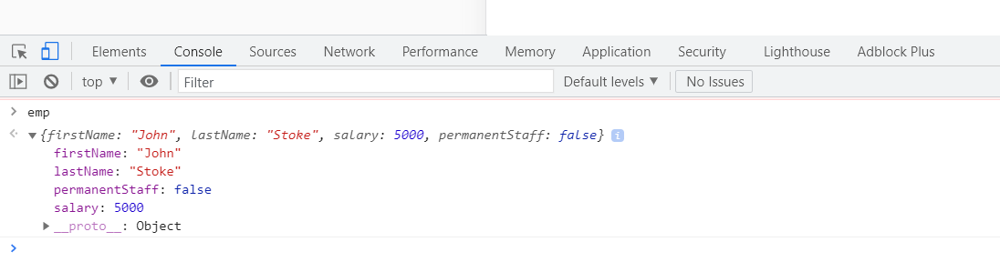 Elements Console Sources Network Performance Memory Application Security Lighthouse Adblock Plus
top ▼ Filter Default levels ▼ No Issues
> emp
{firstName: "John", lastName: "Stoke", salary: 5000, permanentStaff: false} i
firstName: "John"
lastName: "Stoke"
permanentStaff: false
salary: 5000
__proto__: Object
>